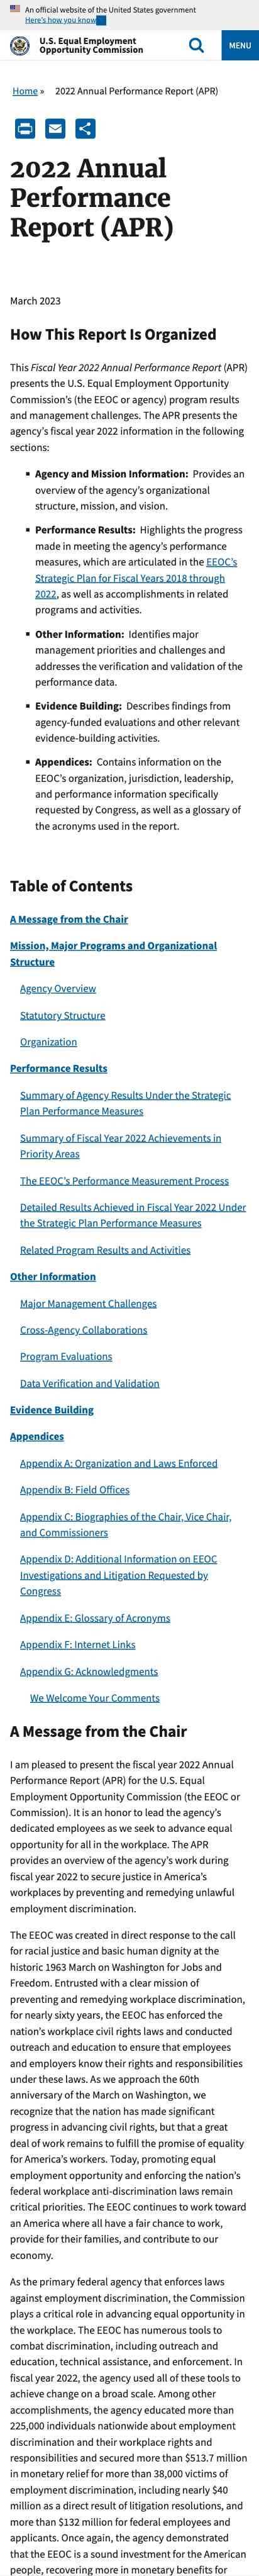 An official website of the United States government
Here's how you know
U.S. Equal Employment
Opportunity Commission
MENU
Home »   2022 Annual Performance Report (APR)
2022 Annual
Performance
Report (APR)
March 2023
How This Report Is Organized
This Fiscal Year 2022 Annual Performance Report (APR)
presents the U.S. Equal Employment Opportunity
Commission's (the EEOC or agency) program results
and management challenges. The APR presents the
agency's fiscal year 2022 information in the following
sections:
▪ Agency and Mission Information:  Provides an
overview of the agency's organizational
structure, mission, and vision.
▪ Performance Results:  Highlights the progress
made in meeting the agency's performance
measures, which are articulated in the EEOC's
Strategic Plan for Fiscal Years 2018 through
2022, as well as accomplishments in related
programs and activities.
▪ Other Information:  Identifies major
management priorities and challenges and
addresses the verification and validation of the
performance data.
▪ Evidence Building:  Describes findings from
agency-funded evaluations and other relevant
evidence-building activities.
▪ Appendices:  Contains information on the
EEOC's organization, jurisdiction, leadership,
and performance information specifically
requested by Congress, as well as a glossary of
the acronyms used in the report.
Table of Contents
A Message from the Chair
Mission, Major Programs and Organizational
Structure
Agency Overview
Statutory Structure
Organization
Performance Results
Summary of Agency Results Under the Strategic
Plan Performance Measures
Summary of Fiscal Year 2022 Achievements in
Priority Areas
The EEOC's Performance Measurement Process
Detailed Results Achieved in Fiscal Year 2022 Under
the Strategic Plan Performance Measures
Related Program Results and Activities
Other Information
Major Management Challenges
Cross-Agency Collaborations
Program Evaluations
Data Verification and Validation
Evidence Building
Appendices
Appendix A: Organization and Laws Enforced
Appendix B: Field Offices
Appendix C: Biographies of the Chair, Vice Chair,
and Commissioners
Appendix D: Additional Information on EEOC
Investigations and Litigation Requested by
Congress
Appendix E: Glossary of Acronyms
Appendix F: Internet Links
Appendix G: Acknowledgments
We Welcome Your Comments
A Message from the Chair
I am pleased to present the fiscal year 2022 Annual
Performance Report (APR) for the U.S. Equal
Employment Opportunity Commission (the EEOC or
Commission). It is an honor to lead the agency's
dedicated employees as we seek to advance equal
opportunity for all in the workplace. The APR
provides an overview of the agency's work during
fiscal year 2022 to secure justice in America's
workplaces by preventing and remedying unlawful
employment discrimination.
The EEOC was created in direct response to the call
for racial justice and basic human dignity at the
historic 1963 March on Washington for Jobs and
Freedom. Entrusted with a clear mission of
preventing and remedying workplace discrimination,
for nearly sixty years, the EEOC has enforced the
nation's workplace civil rights laws and conducted
outreach and education to ensure that employees
and employers know their rights and responsibilities
under these laws. As we approach the 60th
anniversary of the March on Washington, we
recognize that the nation has made significant
progress in advancing civil rights, but that a great
deal of work remains to fulfill the promise of equality
for America's workers. Today, promoting equal
employment opportunity and enforcing the nation's
federal workplace anti-discrimination laws remain
critical priorities. The EEOC continues to work toward
an America where all have a fair chance to work,
provide for their families, and contribute to our
economy.
As the primary federal agency that enforces laws
against employment discrimination, the Commission
plays a critical role in advancing equal opportunity in
the workplace. The EEOC has numerous tools to
combat discrimination, including outreach and
education, technical assistance, and enforcement. In
fiscal year 2022, the agency used all of these tools to
achieve change on a broad scale. Among other
accomplishments, the agency educated more than
225,000 individuals nationwide about employment
discrimination and their workplace rights and
responsibilities and secured more than $513.7 million
in monetary relief for more than 38,000 victims of
employment discrimination, including nearly $40
million as a direct result of litigation resolutions, and
more than $132 million for federal employees and
applicants. Once again, the agency demonstrated
that the EEOC is a sound investment for the American
people, recovering more in monetary benefits for